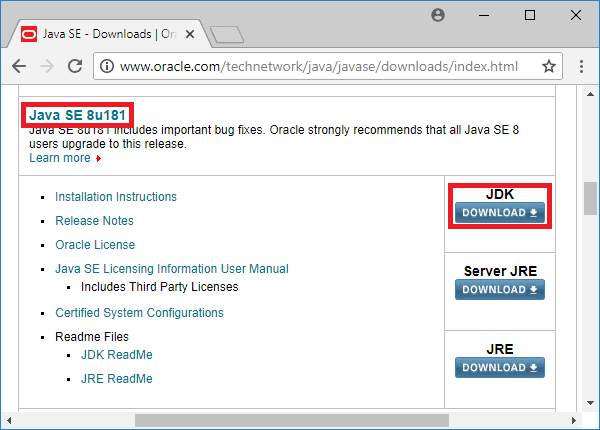 Java SE - Downloads | Ora
www.oracle.com/technetwork/java/javase/downloads/index.html
Java SE 8u181
Java SE 8u181 includes important bug fixes. Oracle strongly recommends that all Java SE 8
users upgrade to this release.
Learn more
Installation Instructions
Release Notes
Oracle License
Java SE Licensing Information User Manual
Includes Third Party Licenses
Certified System Configurations
Readme Files
JDK ReadMe
JRE ReadMe
JDK
DOWNLOAD
Server JRE
DOWNLOAD
JRE
DOWNLOAD